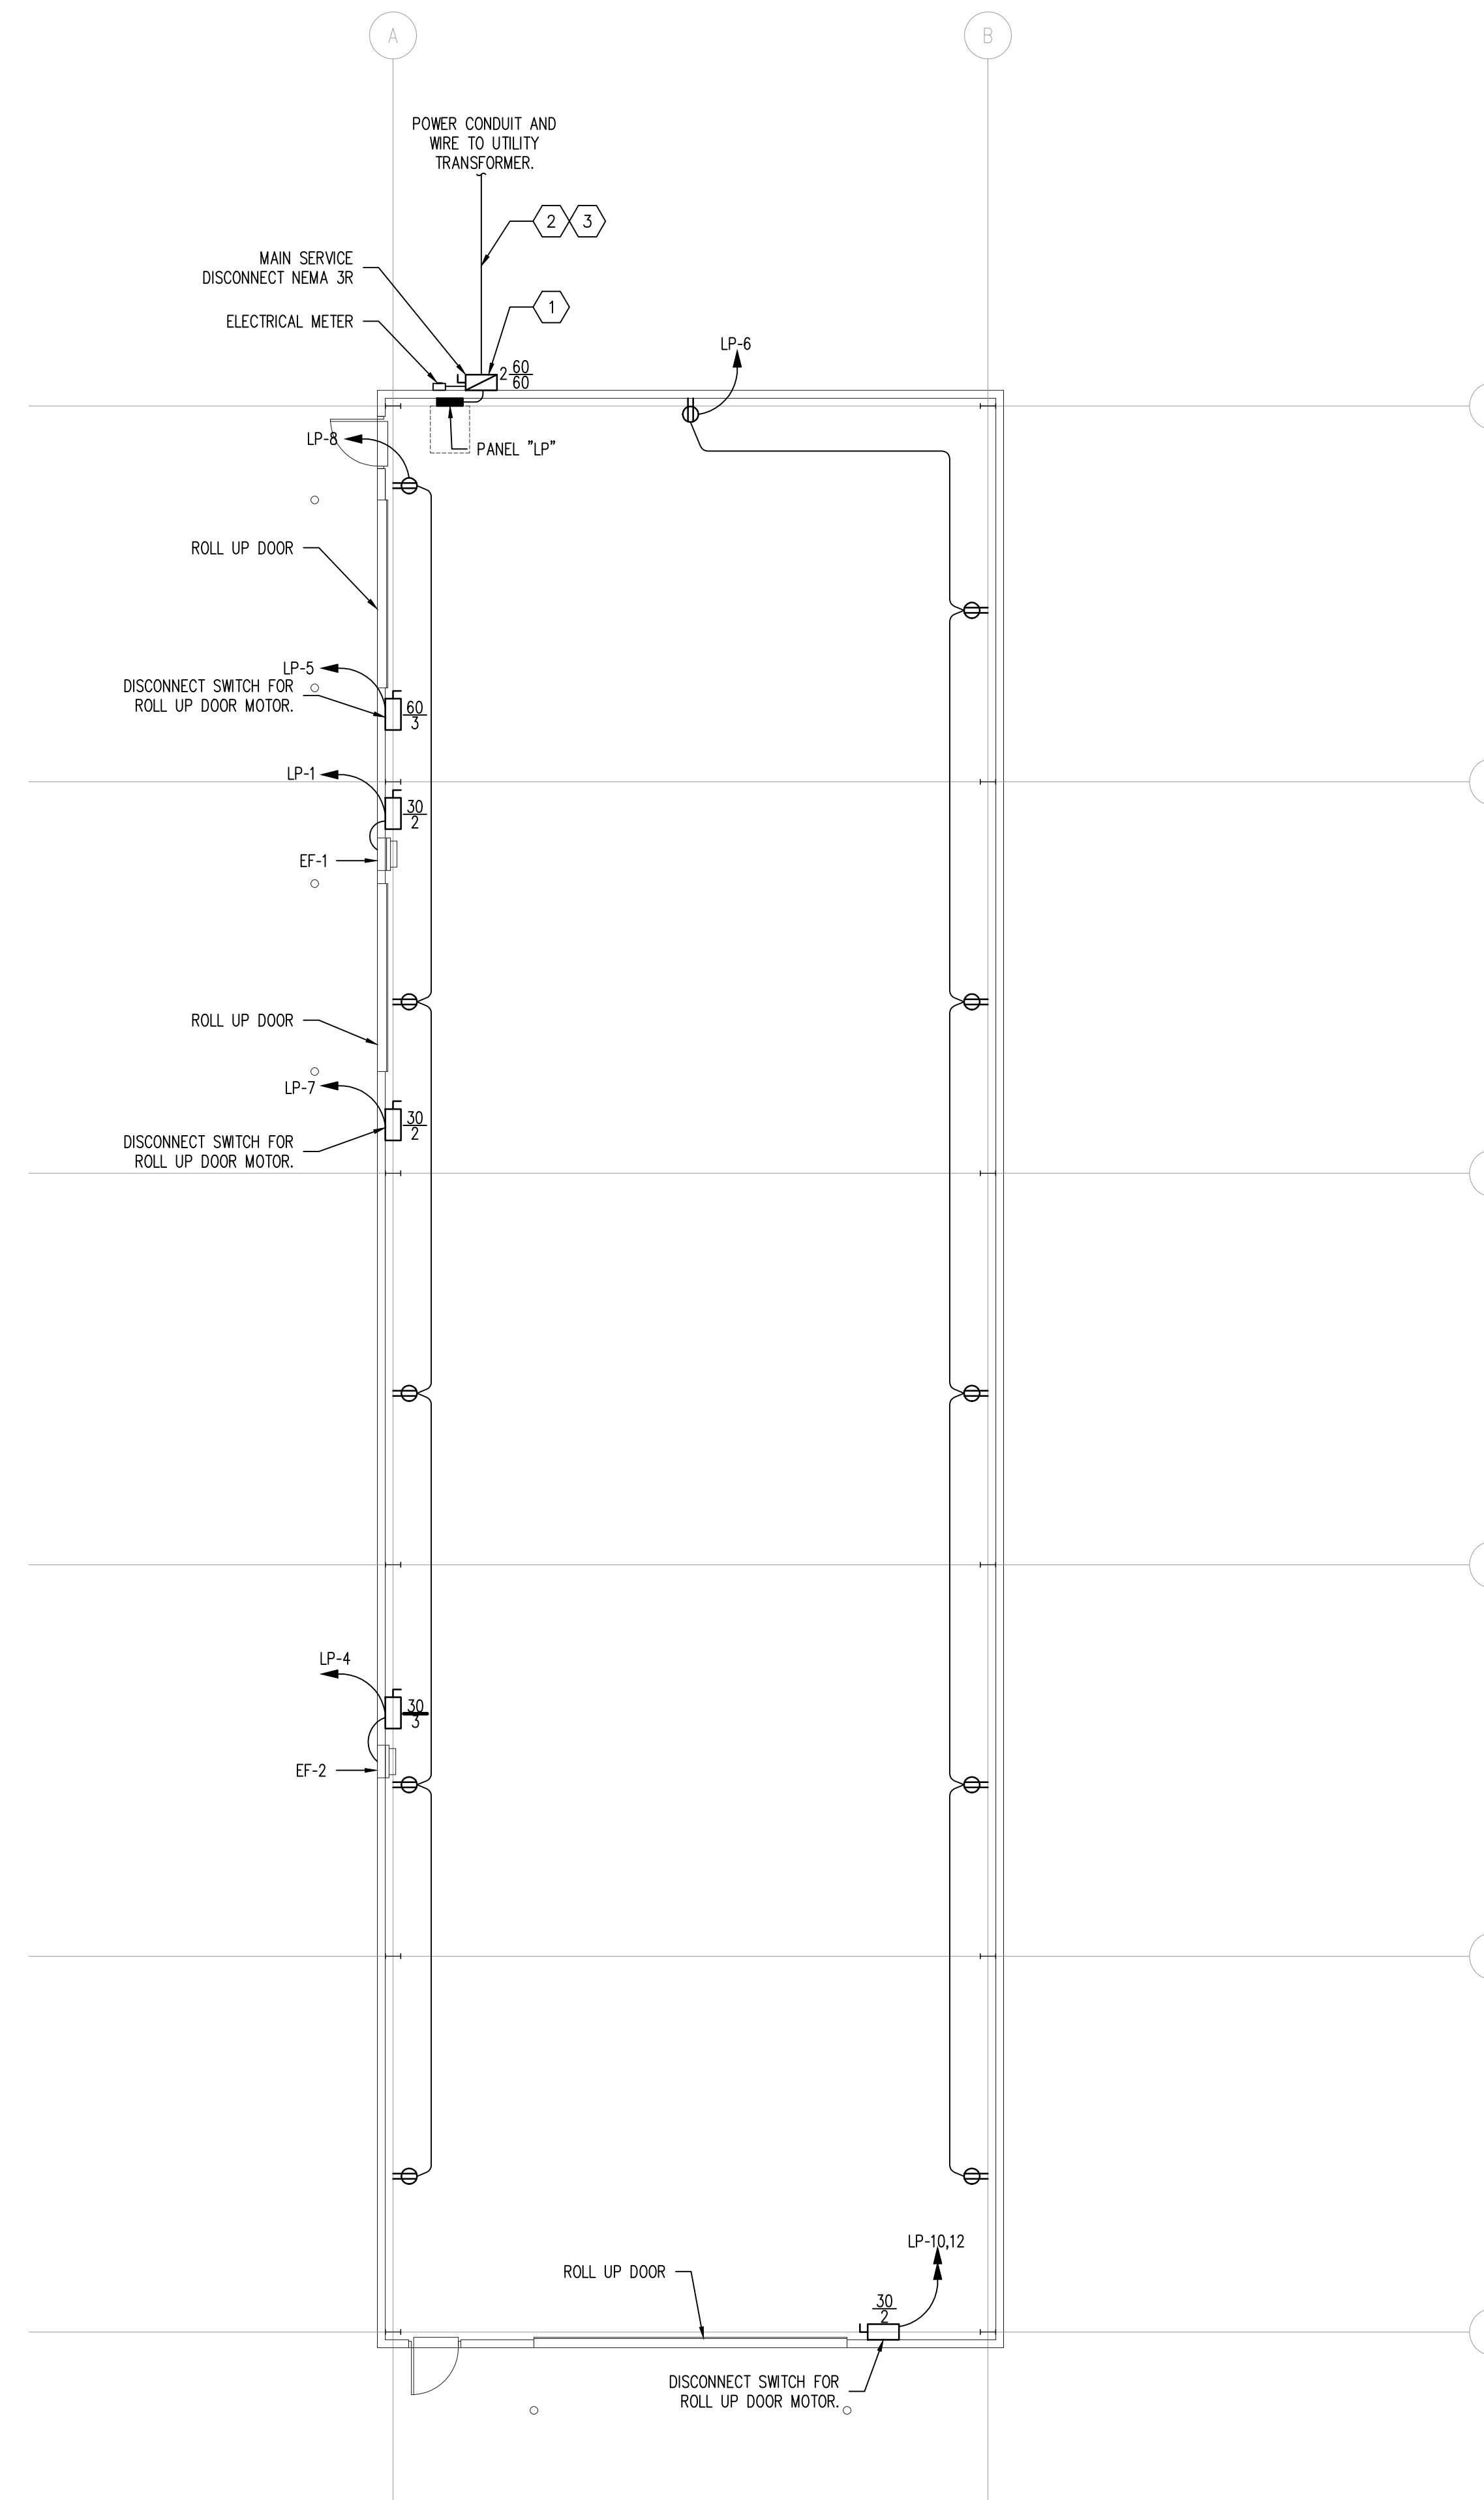 A
B
POWER CONDUIT AND
WIRE TO UTILITY
TRANSFORMER.
2
3
MAIN SERVICE
DISCONNECT NEMA 3R
1
ELECTRICAL METER
LP-6
2 60
60
LP-8
PANEL "LP"
ROLL UP DOOR
LP-5
DISCONNECT SWITCH FOR
ROLL UP DOOR MOTOR.
60
3
LP-1
30
2
EF-1
ROLL UP DOOR
LP-7
30
2
DISCONNECT SWITCH FOR
ROLL UP DOOR MOTOR.
LP-4
30
3
EF-2
LP-10,12
ROLL UP DOOR
30
2
DISCONNECT SWITCH FOR
ROLL UP DOOR MOTOR.